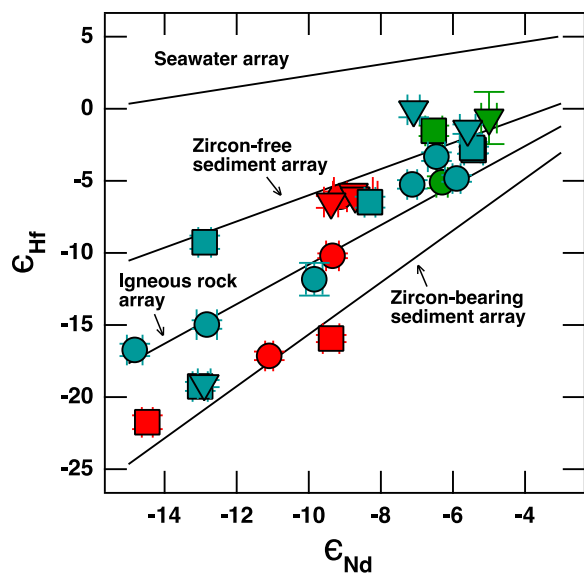 5
Seawater array
0
Zircon-free
sediment array
-5
ϵHf
-10
Igneous rock
array
Zircon-bearing
sediment array
-15
-20
-25
-14
-12
-10
-8
-6
-4
ϵNd